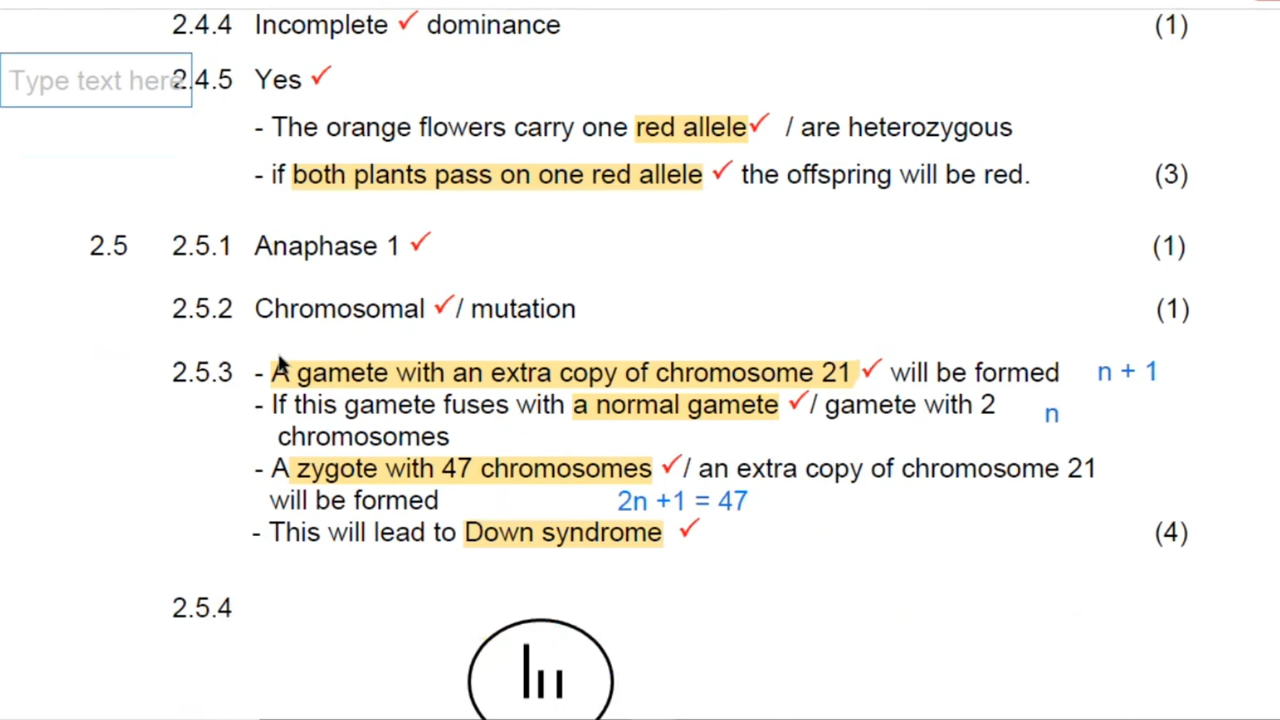 2.4.4 Incomplete ✓ dominance (1)
Type text here
2.4.5 Yes ✓
- The orange flowers carry one red allele ✓ / are heterozygous
- if both plants pass on one red allele ✓ the offspring will be red. (3)
2.5 2.5.1 Anaphase 1 ✓ (1)
2.5.2 Chromosomal ✓/ mutation (1)
2.5.3 - A gamete with an extra copy of chromosome 21 ✓ will be formed n + 1
- If this gamete fuses with a normal gamete ✓/ gamete with 2 n
chromosomes
- A zygote with 47 chromosomes ✓/ an extra copy of chromosome 21
will be formed 2n +1 = 47
- This will lead to Down syndrome ✓ (4)
2.5.4